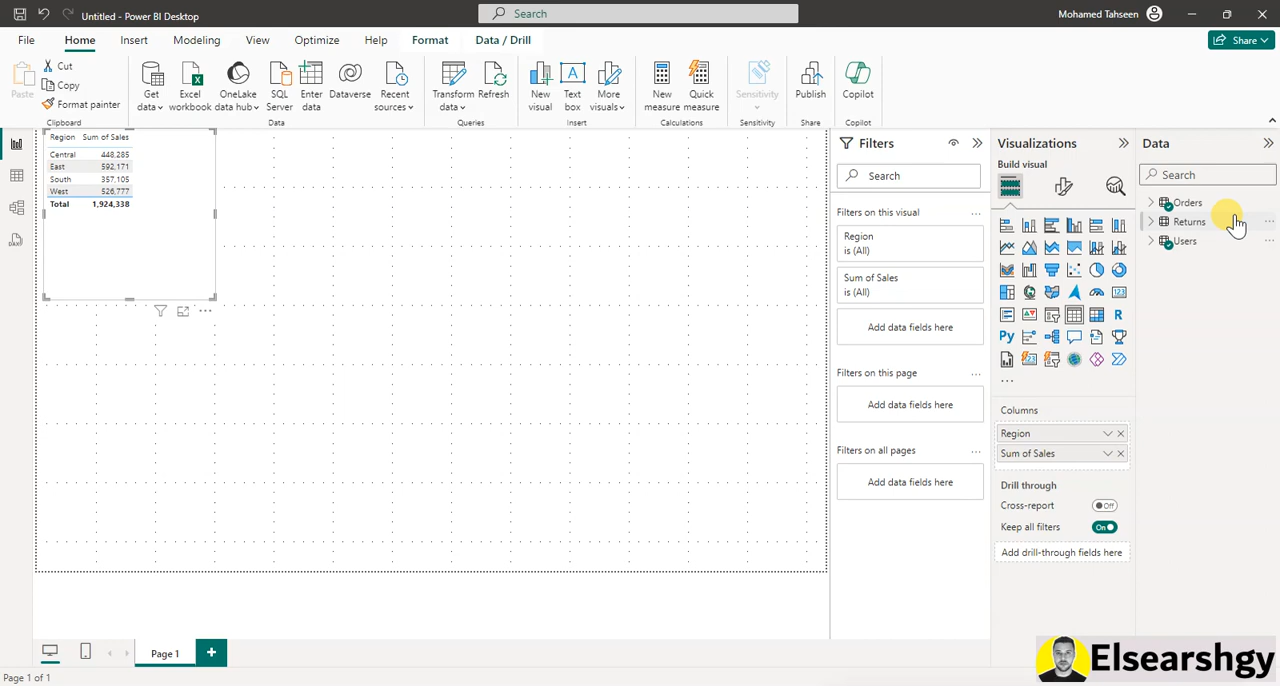 Untitled - Power BI Desktop
Search
Mohamed Tahseen
File
Home
Insert
Modeling
View
Optimize
Help
Format
Data / Drill
Share
Paste
Cut
Copy
Format painter
Clipboard
Get data
Excel workbook
OneLake data hub
SQL Server
Enter data
Dataverse
Recent sources
Data
Transform data
Refresh
Queries
New visual
Text box
More visuals
Insert
New measure
Quick measure
Calculations
Sensitivity
Sensitivity
Publish
Share
Copilot
Copilot
Region Sum of Sales
Central 448,285
East 592,171
South 357,105
West 526,777
Total 1,924,338
Filters
Search
Filters on this visual
Region
is (All)
Sum of Sales
is (All)
Add data fields here
Filters on this page
Add data fields here
Filters on all pages
Add data fields here
Visualizations
Build visual
123
R
Py
Columns
Region
Sum of Sales
Drill through
Cross-report
Off
Keep all filters
On
Add drill-through fields here
Data
Search
Orders
Returns
Users
Page 1
Page 1 of 1
Elsearshgy